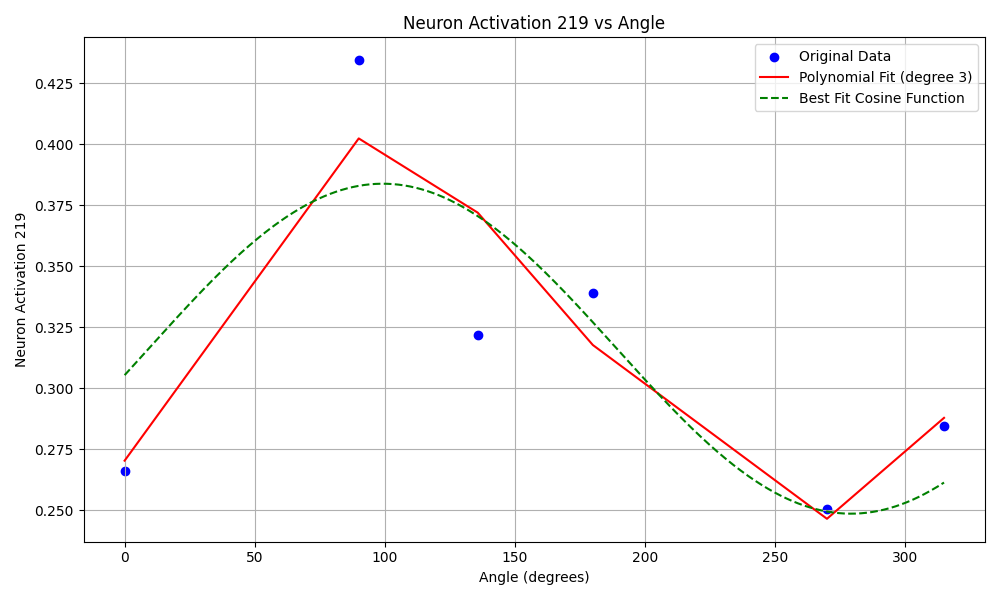 Neuron Activation 219 vs Angle
Original Data
Polynomial Fit (degree 3)
Best Fit Cosine Function
Neuron Activation 219
0.425
0.400
0.375
0.350
0.325
0.300
0.275
0.250
0 50 100 150 200 250 300
Angle (degrees)